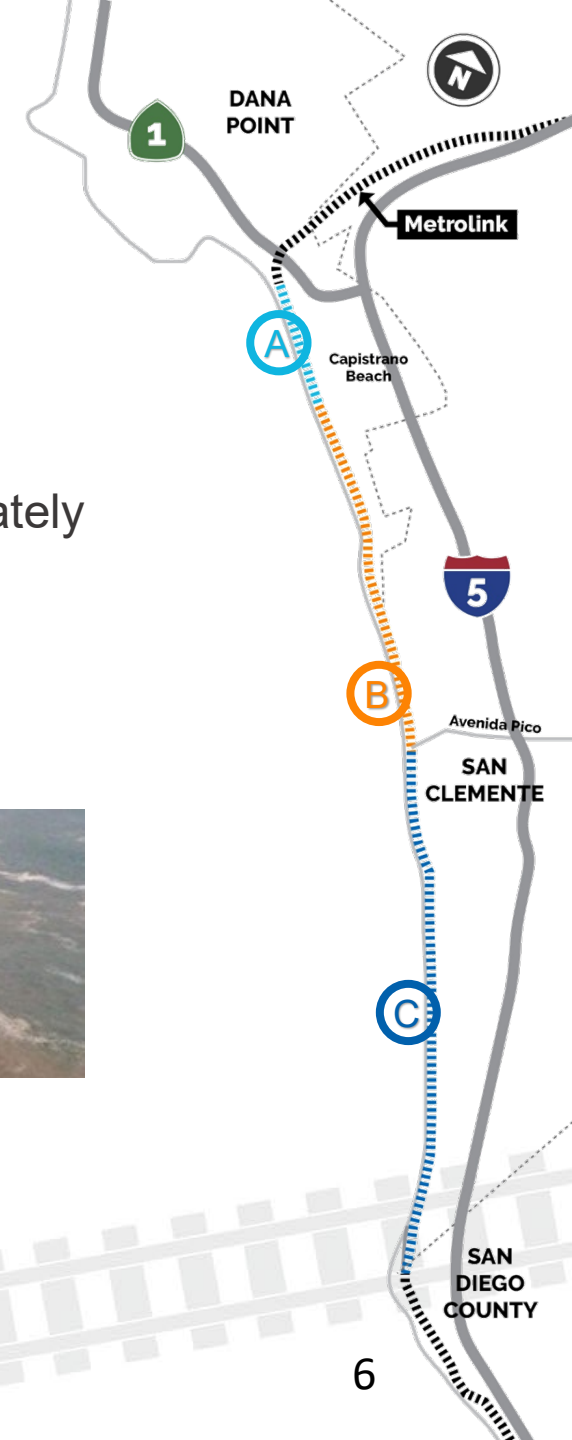 DANA
POINT
N
1
Metrolink
A
Capistrano
Beach
ately
5
B
Avenida Pico
SAN
CLEMENTE
C
SAN
DIEGO
COUNTY
6